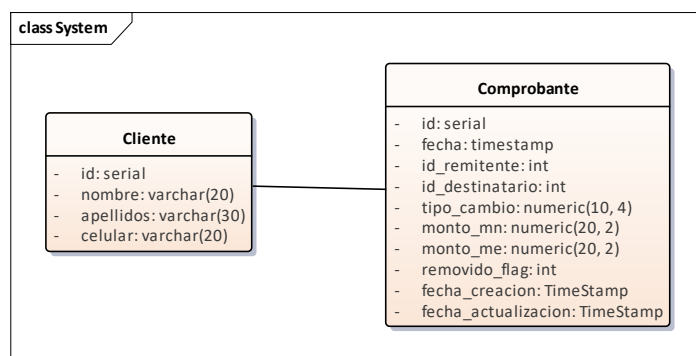 class System
Cliente
- id: serial
- nombre: varchar(20)
- apellidos: varchar(30)
- celular: varchar(20)
Comprobante
- id: serial
- fecha: timestamp
- id_remitente: int
- id_destinatario: int
- tipo_cambio: numeric(10, 4)
- monto_mn: numeric(20, 2)
- monto_me: numeric(20, 2)
- removido_flag: int
- fecha_creacion: TimeStamp
- fecha_actualizacion: TimeStamp